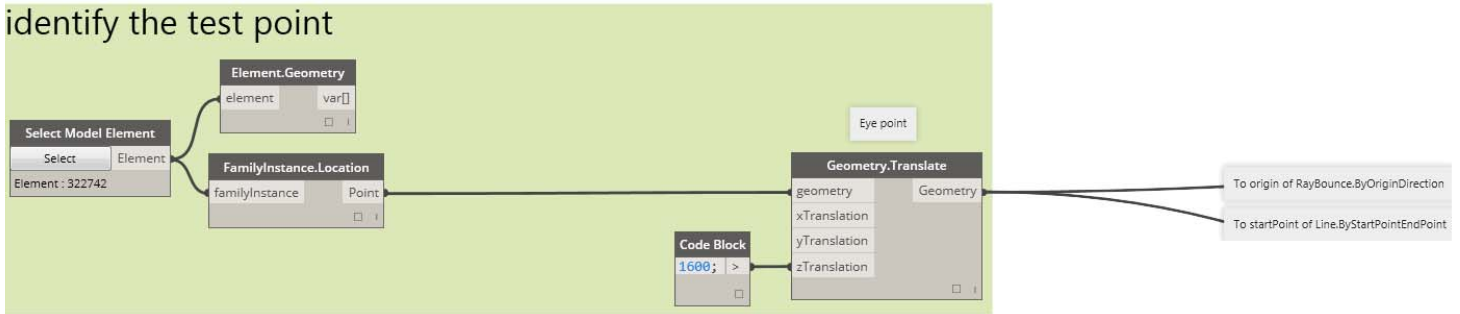 identify the test point
Element.Geometry
element var[]
Select Model Element
Select Element
Element : 322742
FamilyInstance.Location
familyInstance Point
Eye point
Geometry.Translate
geometry Geometry
xTranslation
yTranslation
zTranslation
Code Block
1600; >
To origin of RayBounce.ByOriginDirection
To startPoint of Line.ByStartPointEndPoint